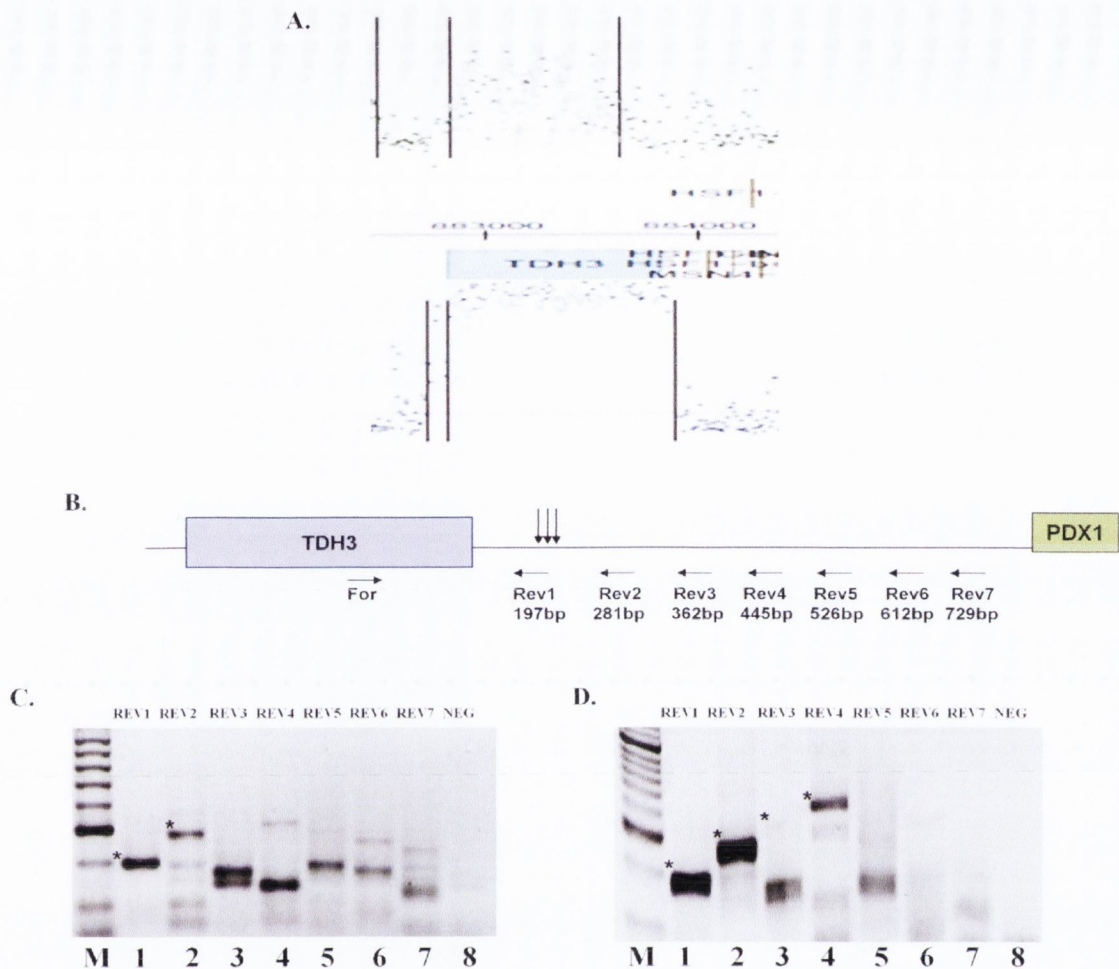 A.
HSF1
TDH3
B.
TDH3
PDX1
For
Rev1 Rev2 Rev3 Rev4 Rev5 Rev6 Rev7
197bp 281bp 362bp 445bp 526bp 612bp 729bp
C.
REV1 REV2 REV3 REV4 REV5 REV6 REV7 NEG
*
*
M 1 2 3 4 5 6 7 8
D.
REV1 REV2 REV3 REV4 REV5 REV6 REV7 NEG
*
*
*
*
M 1 2 3 4 5 6 7 8